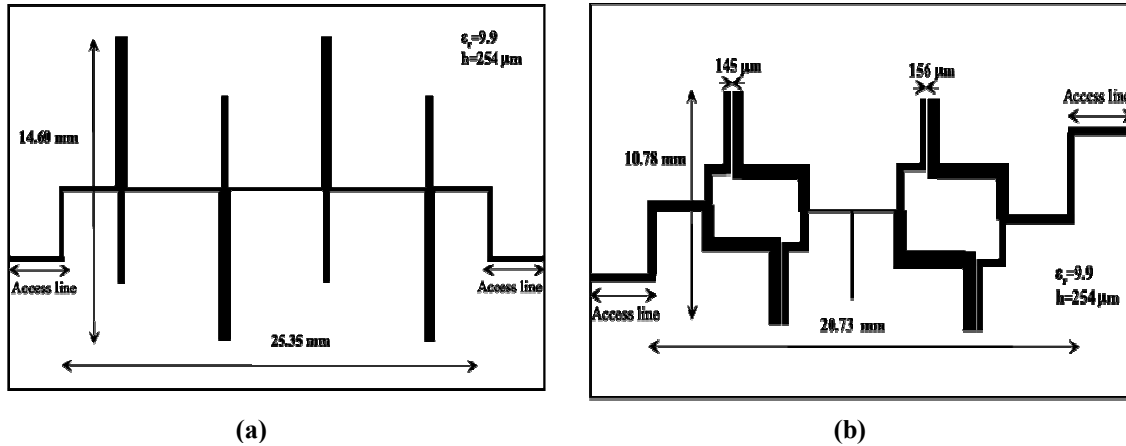 εr=9.9
h=254 µm
14.69 mm
Access line
Access line
25.35 mm
(a)
145 µm
156 µm
Access line
10.78 mm
εr=9.9
h=254 µm
Access line
20.73 mm
(b)